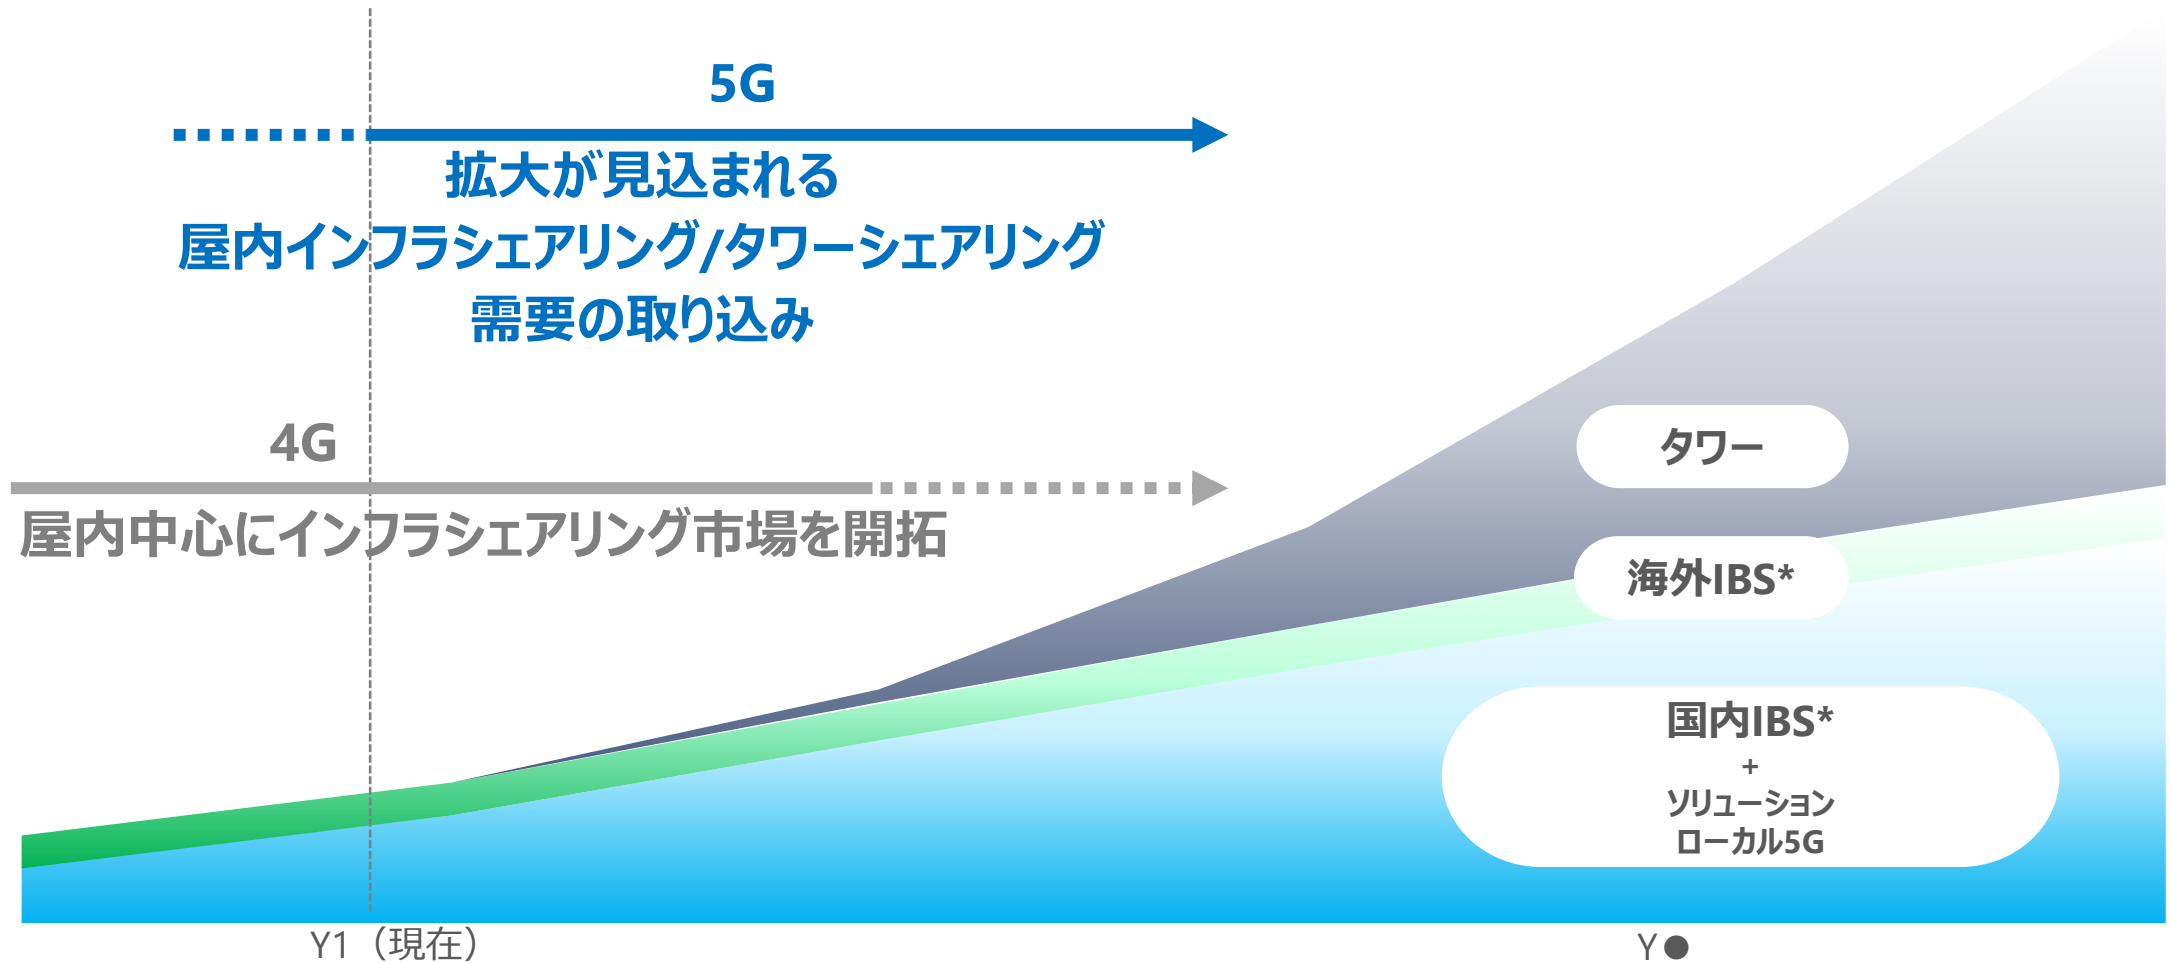 5G
拡大が見込まれる
屋内インフラシェアリング/タワーシェアリング
需要の取り込み
4G
屋内中心にインフラシェアリング市場を開拓
タワー
海外IBS*
国内IBS*
+
ソリューション
ローカル5G
Y1（現在）
Y●